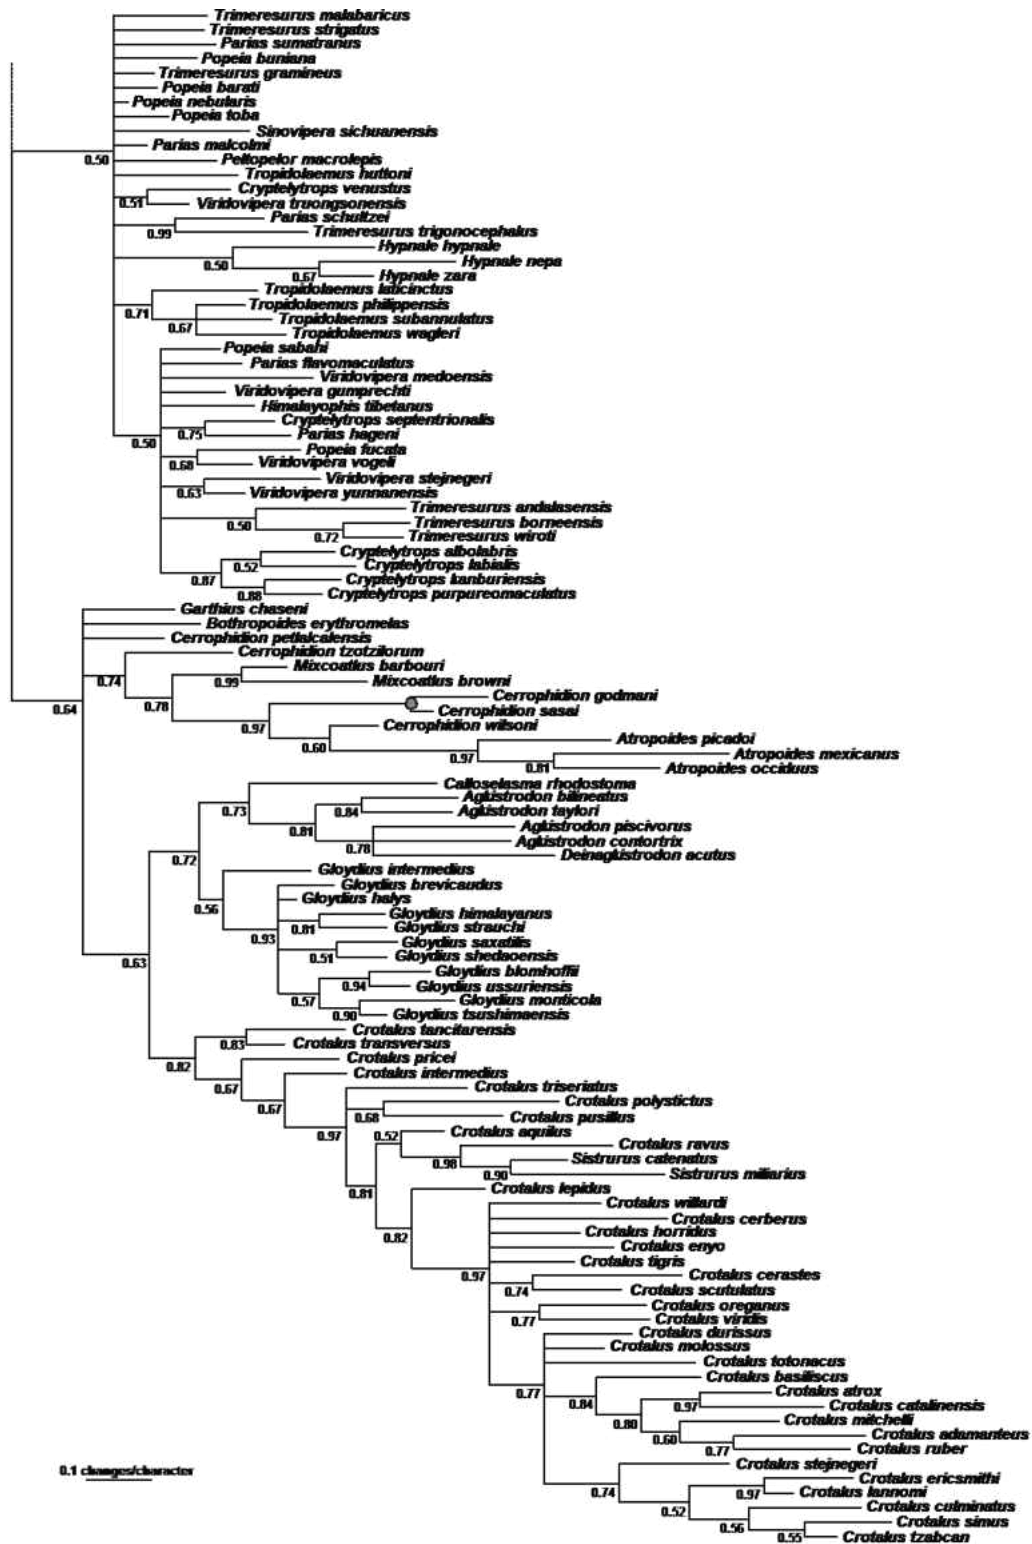 Trimeresurus malabaricus
Trimeresurus strigatus
Parias sumatranus
Popeia buniana
Trimeresurus gramineus
Popeia barati
Popeia nebularis
Popeia toba
Sinovipera sichuanensis
Parias malcolmi
0.50
Peltopelor macrolepis
Tropidolaemus huttoni
Cryptelytrops venustus
0.51
Viridovipera truongsonensis
Parias schultzei
0.99
Trimeresurus trigonocephalus
Hypnale hypnale
0.50
Hypnale nepa
0.67
Hypnale zara
Tropidolaemus laticinctus
Tropidolaemus philippensis
0.71
Tropidolaemus subannulatus
0.67
Tropidolaemus wagleri
Popeia sabahi
Parias flavomaculatus
Viridovipera medoensis
Viridovipera gumprechti
Himalayophis tibetanus
Cryptelytrops septentrionalis
0.75
Parias hageni
0.50
Popeia fucata
0.68
Viridovipera vogeli
Viridovipera stejnegeri
0.63
Viridovipera yunnanensis
Trimeresurus andalasensis
0.50
Trimeresurus borneensis
0.72
Trimeresurus wiroti
Cryptelytrops albolabris
0.52
Cryptelytrops labialis
0.87
Cryptelytrops kanburiensis
0.88
Cryptelytrops purpureomaculatus
Garthius chaseni
Bothropoides erythromelas
Cerrophidion petlalcalensis
Cerrophidion tzotzilorum
Mixcoatlus barbouri
0.74
0.99
Mixcoatlus browni
Cerrophidion godmani
0.64
0.78
Cerrophidion sasai
0.97
Cerrophidion wilsoni
Atropoides picadoi
0.60
0.97
Atropoides mexicanus
0.81
Atropoides occiduus
Calloselasma rhodostoma
Agkistrodon bilineatus
0.73
0.84
Agkistrodon taylori
Agkistrodon piscivorus
0.81
Agkistrodon contortrix
0.78
Deinagkistrodon acutus
0.72
Gloydius intermedius
Gloydius brevicaudus
Gloydius halys
0.56
Gloydius himalayanus
0.81
Gloydius strauchi
0.93
Gloydius saxatilis
0.51
Gloydius shedaoensis
0.63
Gloydius blomhoffii
0.94
Gloydius ussuriensis
0.57
Gloydius monticola
0.90
Gloydius tsushimaensis
Crotalus tancitarensis
0.83
Crotalus transversus
Crotalus pricei
0.82
Crotalus intermedius
0.67
Crotalus triseriatus
Crotalus polystictus
0.67
0.68
Crotalus pusillus
Crotalus aquilus
0.97
0.52
Crotalus ravus
Sistrurus catenatus
0.98
0.90
Sistrurus miliarius
Crotalus lepidus
0.81
Crotalus willardi
Crotalus cerberus
Crotalus horridus
0.82
Crotalus enyo
Crotalus tigris
Crotalus cerastes
0.97
0.74
Crotalus scutulatus
Crotalus oreganus
0.77
Crotalus viridis
Crotalus durissus
Crotalus molossus
Crotalus totonacus
Crotalus basiliscus
0.77
Crotalus atrox
0.84
0.97
Crotalus catalinensis
Crotalus mitchelli
0.80
0.60
Crotalus adamanteus
0.77
Crotalus ruber
Crotalus stejnegeri
0.1 changes/character
Crotalus ericsmithi
0.74
0.97
Crotalus lannomi
Crotalus culminatus
0.52
Crotalus simus
0.56
0.55
Crotalus tzabcan